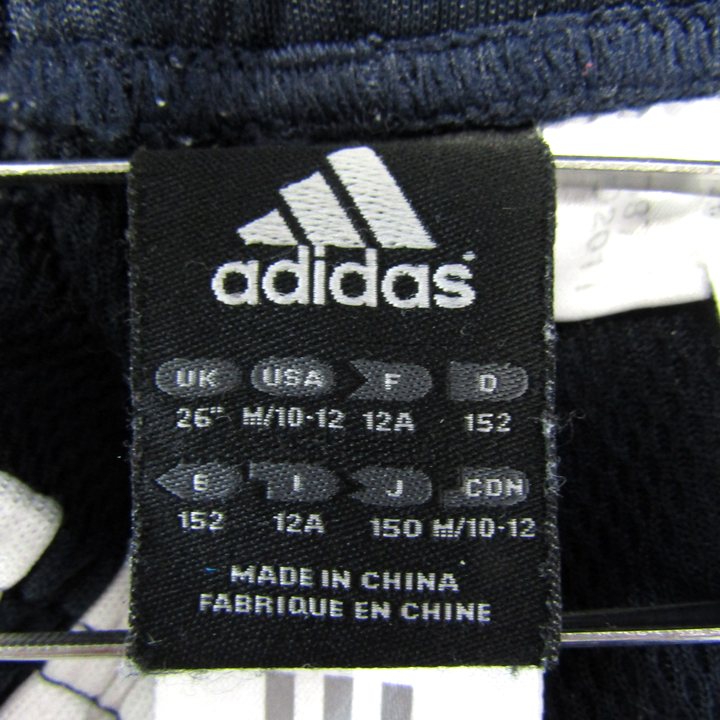 adidas
UK USA F D
26" M/10-12 12A 152
E I J CDN
152 12A 150 M/10-12
MADE IN CHINA
FABRIQUE EN CHINE